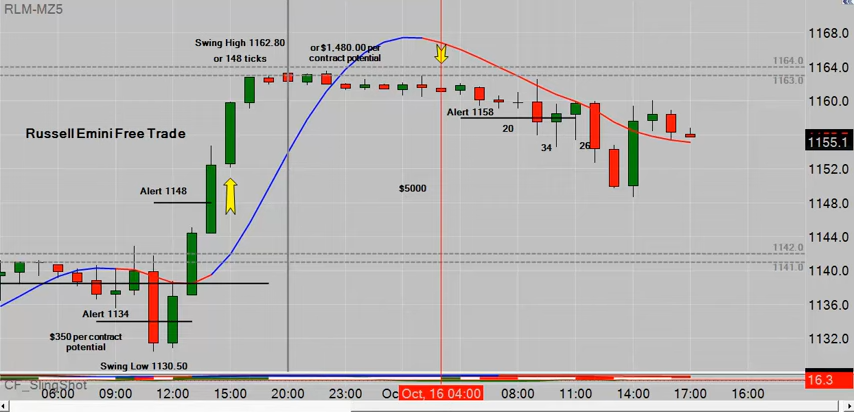 RLM-MZ5
Swing High 1162.80
or 148 ticks
or $1,480.00 per
contract potential
1168.0
1164.0
1164.0
1163.0
1160.0
Alert 1158
20
34
26
Russell Emini Free Trade
1155.1
1152.0
Alert 1148
$5000
1148.0
1144.0
1142.0
1141.0
1140.0
1136.0
Alert 1134
$350 per contract
potential
1132.0
Swing Low 1130.50
CF_SlingShot
16.3
06:00
09:00
12:00
15:00
20:00
23:00
Oc
Oct, 16 04:00
08:00
11:00
14:00
17:00
16:00